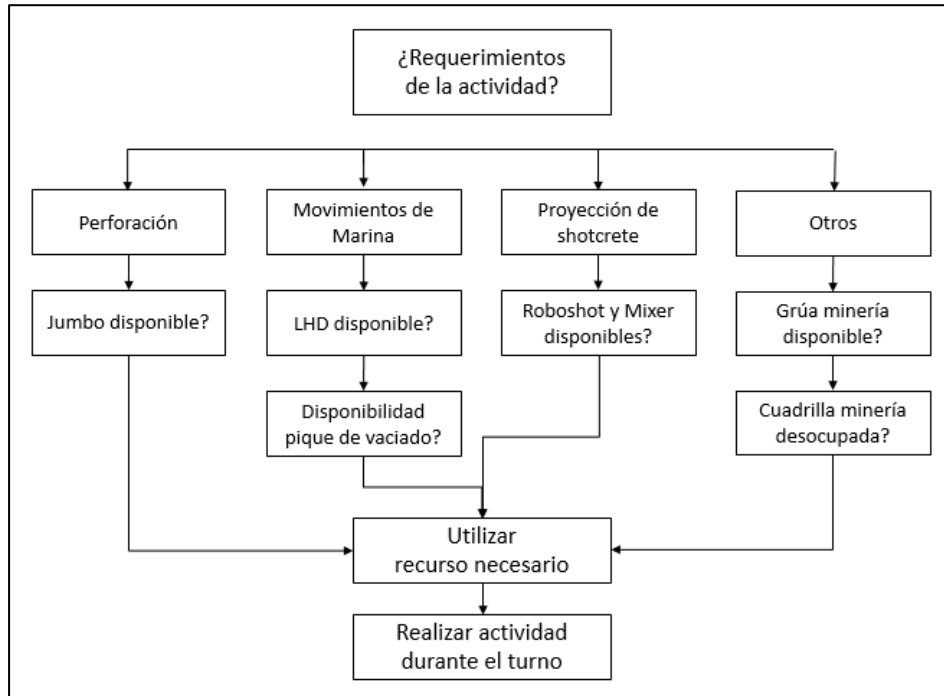 ¿Requerimientos
de la actividad?
Perforación
Movimientos de
Marina
Proyección de
shotcrete
Otros
Jumbo disponible?
LHD disponible?
Roboshot y Mixer
disponibles?
Grúa minería
disponible?
Disponibilidad
pique de vaciado?
Cuadrilla minería
desocupada?
Utilizar
recurso necesario
Realizar actividad
durante el turno